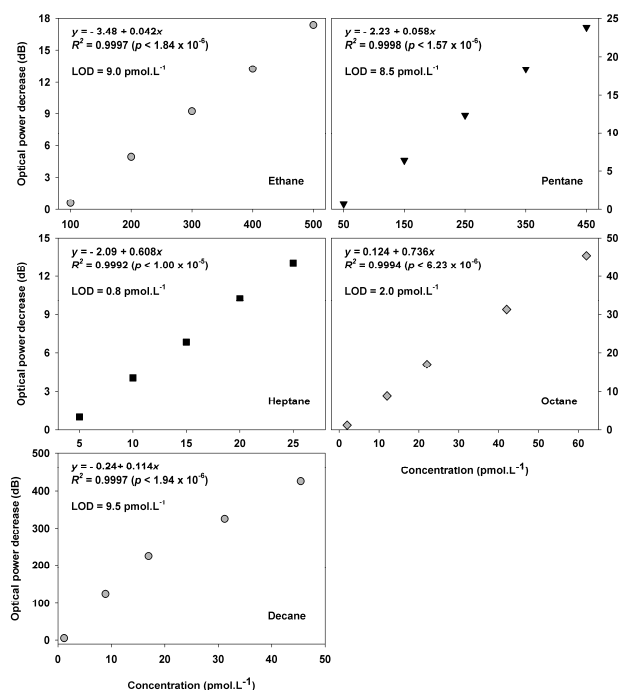 y = - 3.48 + 0.042x
R² = 0.9997 (p < 1.84 x 10⁻⁶)
LOD = 9.0 pmol.L⁻¹
Ethane
Optical power decrease (dB)
18
15
12
9
6
3
0
100 200 300 400 500
y = - 2.23 + 0.058x
R² = 0.9998 (p < 1.57 x 10⁻⁶)
LOD = 8.5 pmol.L⁻¹
Pentane
25
20
15
10
5
0
50 150 250 350 450
y = - 2.09 + 0.608x
R² = 0.9992 (p < 1.00 x 10⁻⁵)
LOD = 0.8 pmol.L⁻¹
Heptane
Optical power decrease (dB)
15
12
9
6
3
0
5 10 15 20 25
y = 0.124 + 0.736x
R² = 0.9994 (p < 6.23 x 10⁻⁶)
LOD = 2.0 pmol.L⁻¹
Octane
50
40
30
20
10
0
0 10 20 30 40 50 60
Concentration (pmol.L⁻¹)
y = - 0.24+ 0.114x
R² = 0.9997 (p < 1.94 x 10⁻⁶)
LOD = 9.5 pmol.L⁻¹
Decane
Optical power decrease (dB)
500
400
300
200
100
0
0 10 20 30 40 50
Concentration (pmol.L⁻¹)